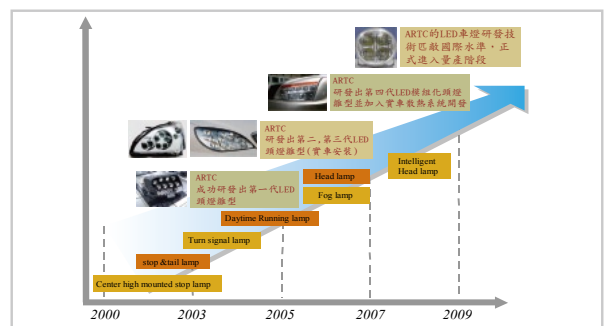 ARTC的LED車燈研發技
術匹敵國際水準，正
式進入量產階段
ARTC
研發出第四代LED模組化頭燈
雛型並加入實車散熱系統開發
ARTC
研發出第二,第三代LED
頭燈雛型(實車安裝)
ARTC
成功研發出第一代LED
頭燈雛型
Intelligent
Head lamp
Head lamp
Fog lamp
Daytime Running lamp
Turn signal lamp
stop &tail lamp
Center high mounted stop lamp
2000
2003
2005
2007
2009